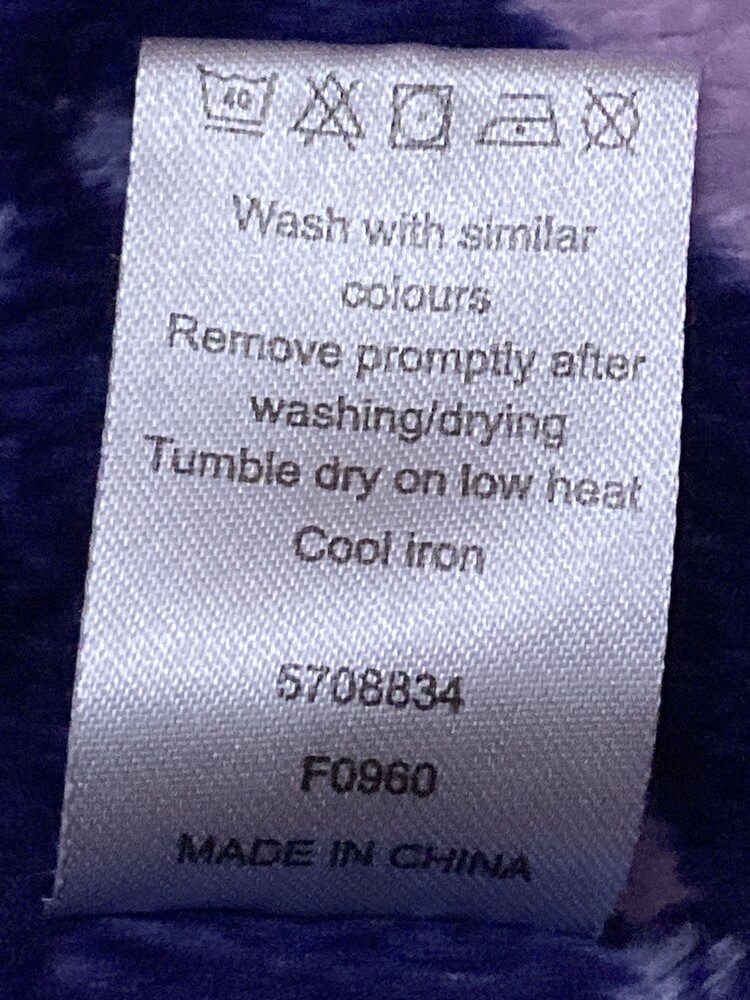 40
Wash with similar
colours
Remove promptly after
washing/drying
Tumble dry on low heat
Cool iron
5708834
F0960
MADE IN CHINA